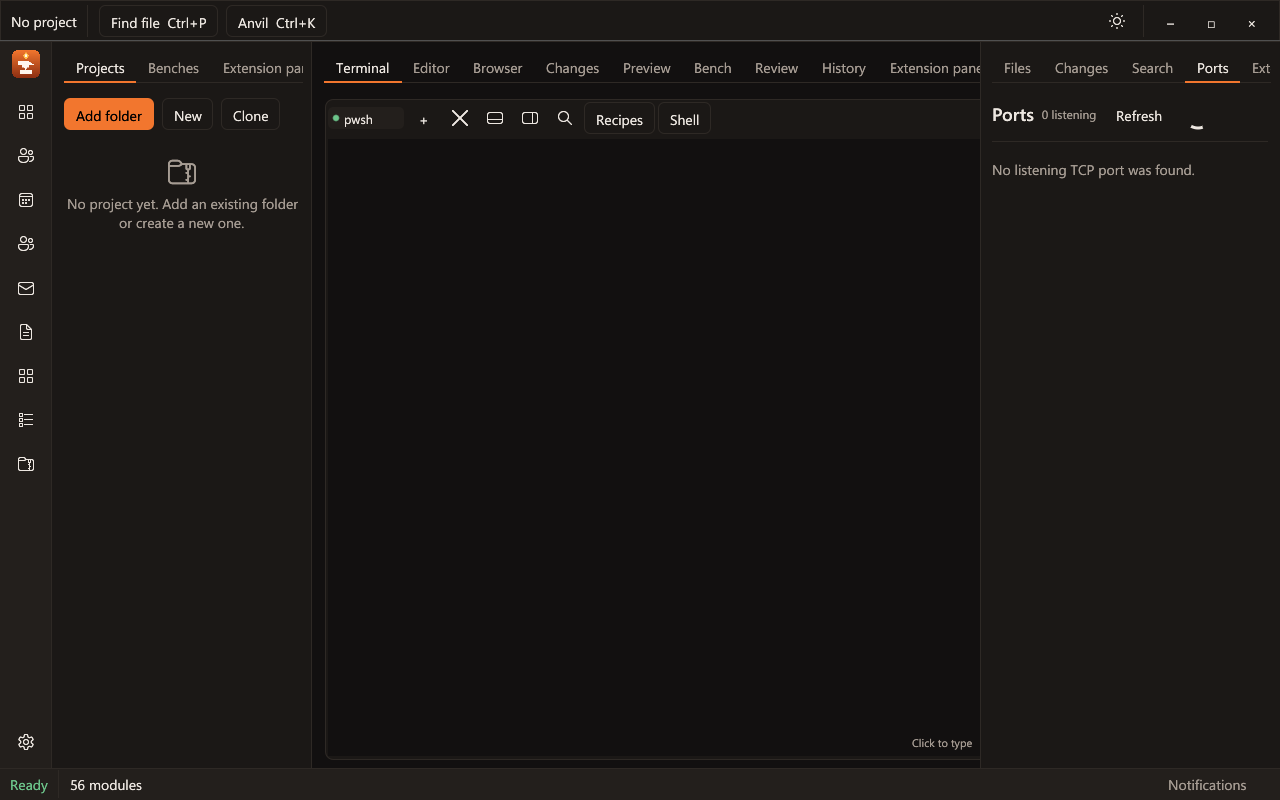 No project
Find file Ctrl+P
Anvil Ctrl+K
Projects
Benches
Extension par
Add folder
New
Clone
No project yet. Add an existing folder
or create a new one.
Terminal
Editor
Browser
Changes
Preview
Bench
Review
History
Extension pane
pwsh
+
Recipes
Shell
Click to type
Files
Changes
Search
Ports
Ext
Ports
0 listening
Refresh
No listening TCP port was found.
Ready
56 modules
Notifications